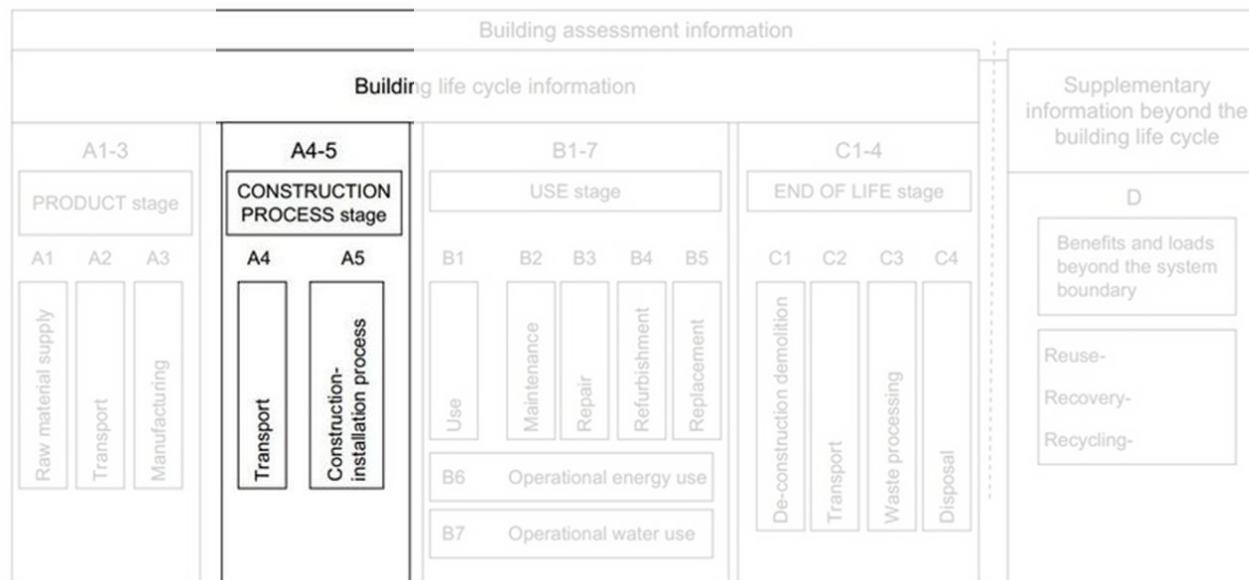 Building assessment information
Building life cycle information
Supplementary
information beyond the
building life cycle
A1-3
A4-5
B1-7
C1-4
D
PRODUCT stage
CONSTRUCTION
PROCESS stage
USE stage
END OF LIFE stage
Benefits and loads
beyond the system
boundary
A1
A2
A3
A4
A5
B1
B2
B3
B4
B5
C1
C2
C3
C4
Raw material supply
Transport
Manufacturing
Transport
Construction-
installation process
Use
Maintenance
Repair
Refurbishment
Replacement
De-construction demolition
Transport
Waste processing
Disposal
Reuse-
Recovery-
Recycling-
B6 Operational energy use
B7 Operational water use